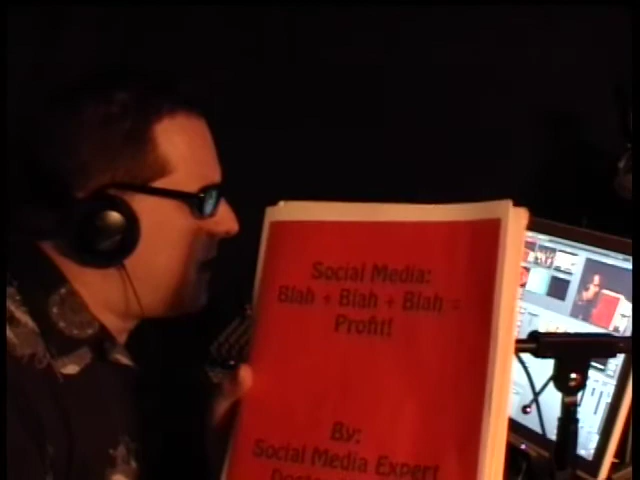 Social Media:
Blah + Blah + Blah =
Profit!
By:
Social Media Expert